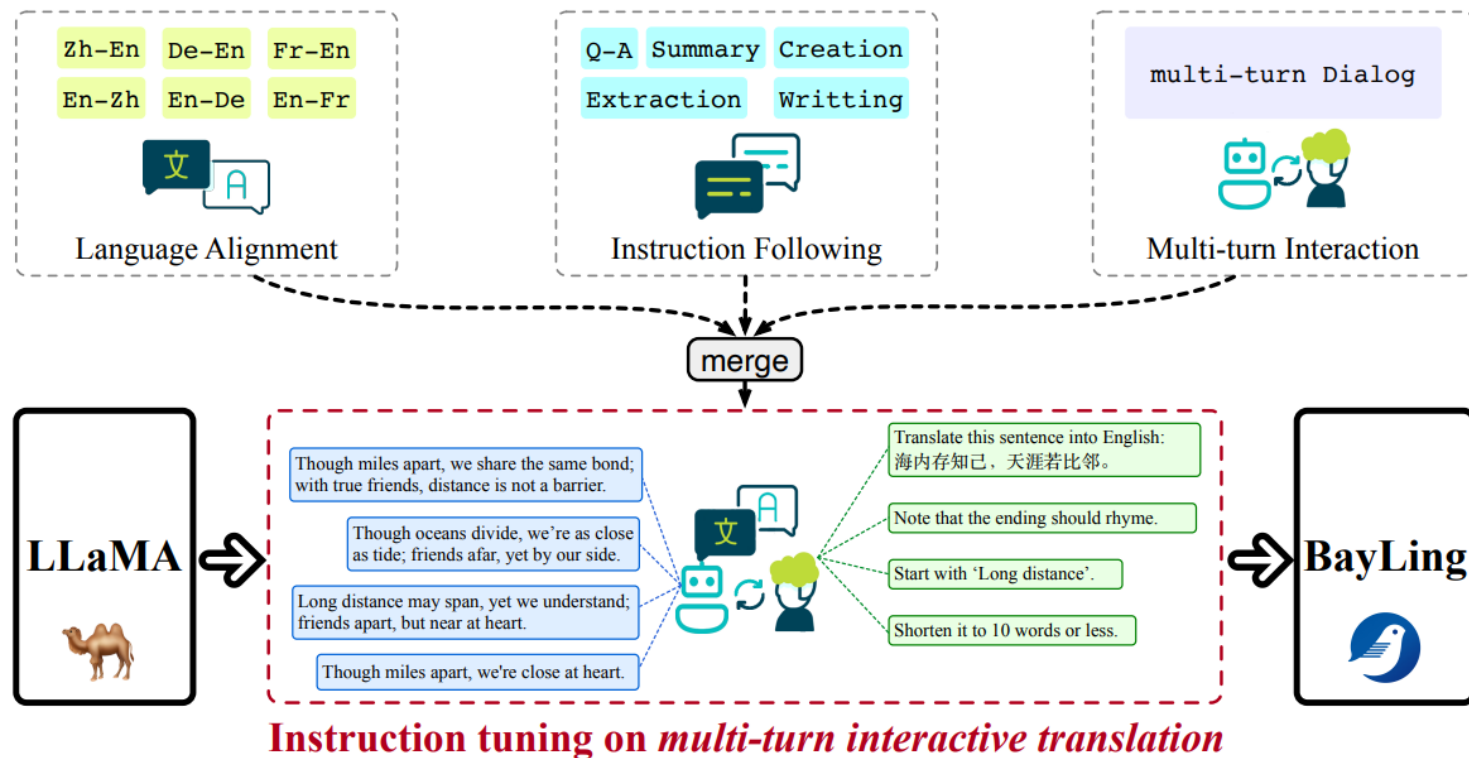 Zh-En De-En Fr-En
En-Zh En-De En-Fr
文 A
Language Alignment
Q-A Summary Creation
Extraction Writting
Instruction Following
multi-turn Dialog
Multi-turn Interaction
merge
LLaMA
Though miles apart, we share the same bond;
with true friends, distance is not a barrier.
Though oceans divide, we're as close
as tide; friends afar, yet by our side.
Long distance may span, yet we understand;
friends apart, but near at heart.
Though miles apart, we're close at heart.
文 A
Translate this sentence into English:
海内存知己，天涯若比邻。
Note that the ending should rhyme.
Start with ‘Long distance’.
Shorten it to 10 words or less.
BayLing
Instruction tuning on multi-turn interactive translation